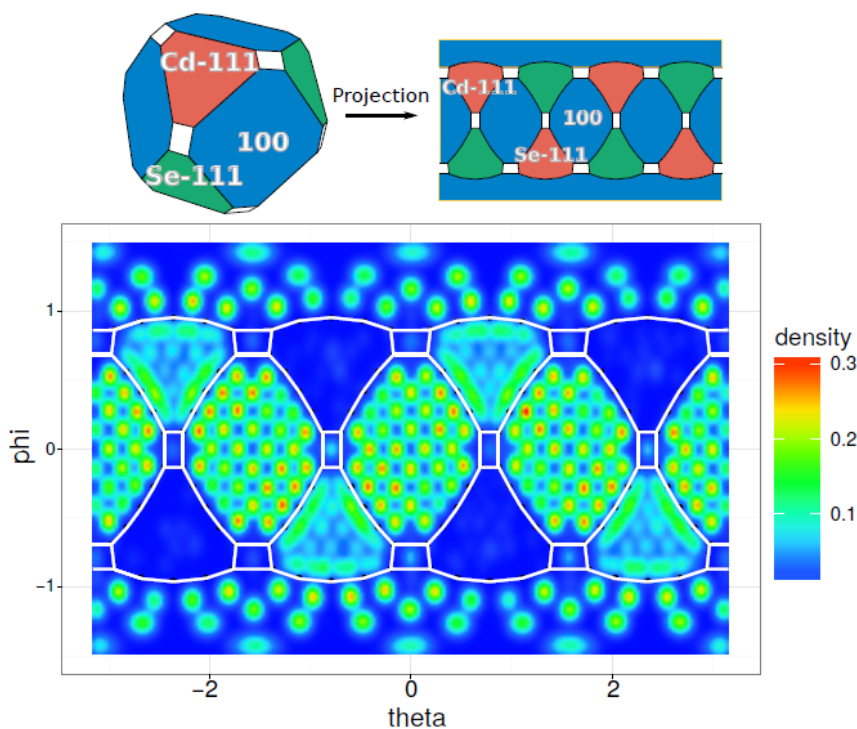 Cd-111
100
Se-111
Projection
Cd-111
100
Se-111
phi
1
0
−1
−2
0
2
theta
density
0.3
0.2
0.1